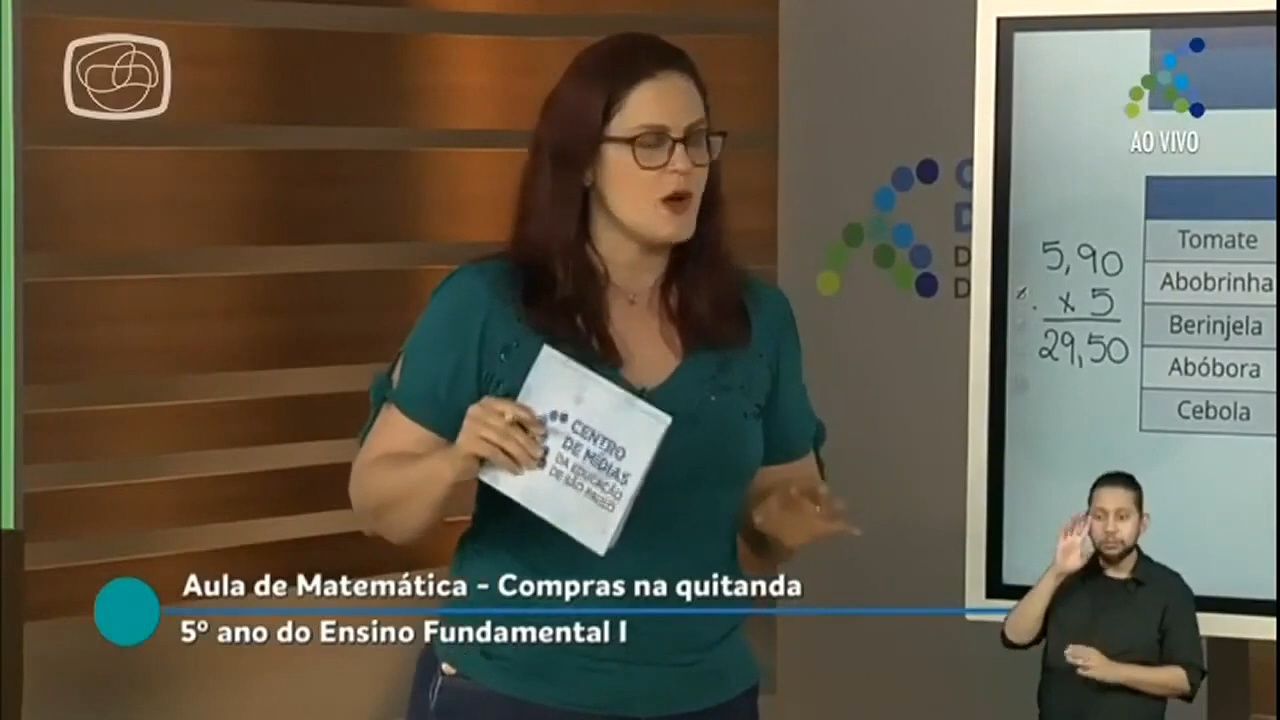 AO VIVO
C
D
D
D
5,90
x 5
29,50
Tomate
Abobrinha
Berinjela
Abóbora
Cebola
CENTRO
DE MÍDIAS
DA EDUCAÇÃO
DE SÃO PAULO
Aula de Matemática - Compras na quitanda
5º ano do Ensino Fundamental I